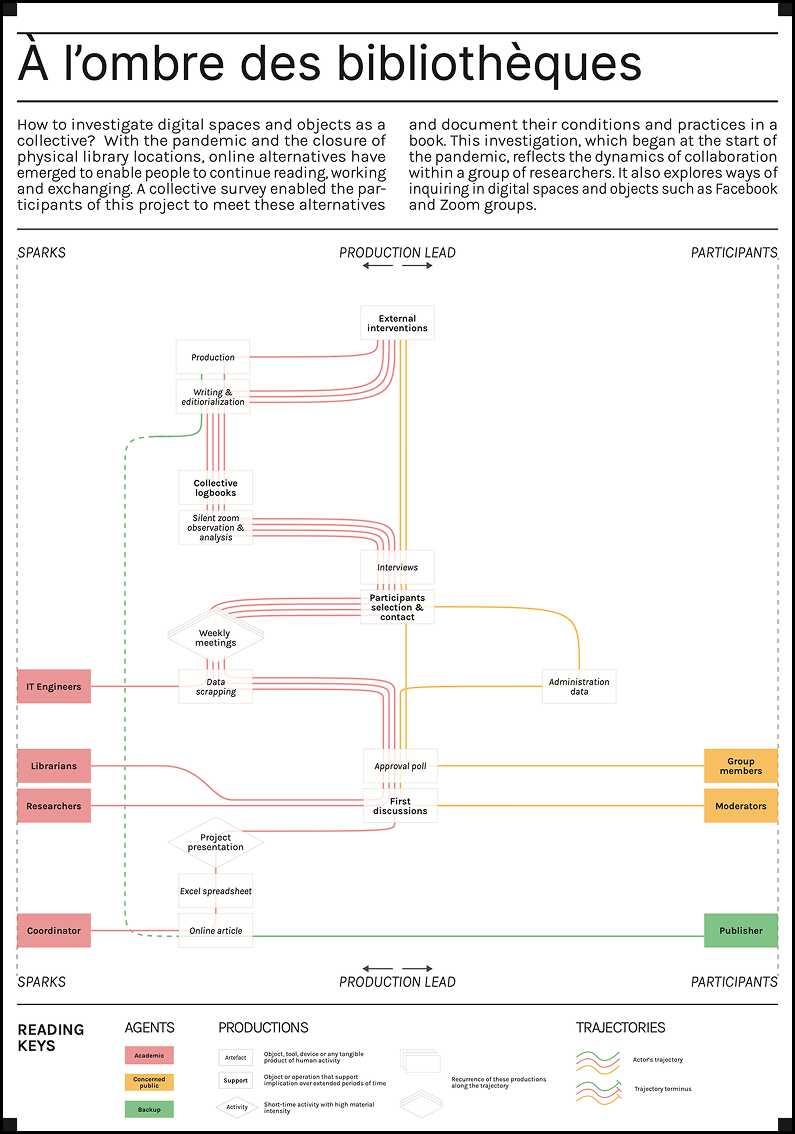 À l’ombre des bibliothèques
How to investigate digital spaces and objects as a
collective?  With the pandemic and the closure of
physical library locations, online alternatives have
emerged to enable people to continue reading, working
and exchanging. A collective survey enabled the par-
ticipants of this project to meet these alternatives
and document their conditions and practices in a
book. This investigation, which began at the start of
the pandemic, reflects the dynamics of collaboration
within a group of researchers. It also explores ways of
inquiring in digital spaces and objects such as Facebook
and Zoom groups.
SPARKS
PRODUCTION LEAD
PARTICIPANTS
External
interventions
Production
Writing &
editiorialization
Collective
logbooks
Silent zoom
observation &
analysis
Interviews
Participants
selection &
contact
Weekly
meetings
IT Engineers
Data
scrapping
Administration
data
Librarians
Approval poll
Group
members
Researchers
First
discussions
Moderators
Project
presentation
Excel spreadsheet
Coordinator
Online article
Publisher
SPARKS
PRODUCTION LEAD
PARTICIPANTS
READING
KEYS
AGENTS
Academic
Concerned
public
Backup
PRODUCTIONS
Artefact
Object, tool, device or any tangible
product of human activity
Support
Object or operation that support
implication over extended periods of time
Activity
Short-time activity with high material
intensity
Recurrence of these productions
along the trajectory
TRAJECTORIES
Actor's trajectory
Trajectory terminus